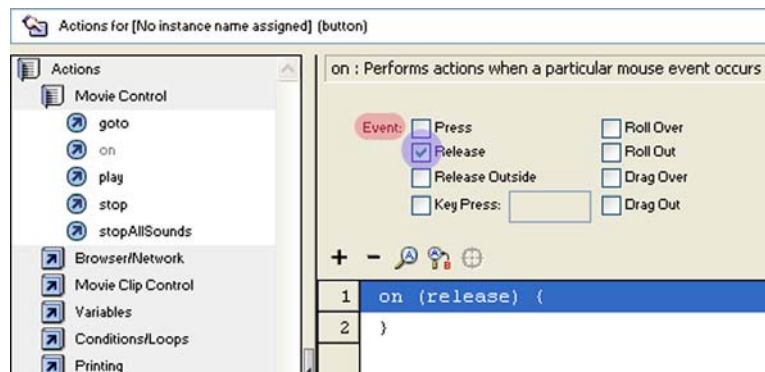 Actions for [No instance name assigned] (button)
Actions
Movie Control
goto
on
play
stop
stopAllSounds
Browser/Network
Movie Clip Control
Variables
Conditions/Loops
Printing
on : Performs actions when a particular mouse event occurs
Event: Press Roll Over
Release Roll Out
Release Outside Drag Over
Key Press: Drag Out
1 on (release) {
2 }